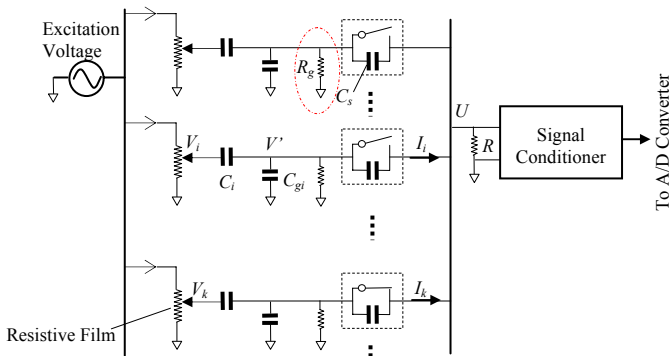 Excitation
Voltage
R_g
C_s
U
V_i
V'
I_i
R
Signal
Conditioner
To A/D Converter
C_i
C_gi
V_k
I_k
Resistive Film